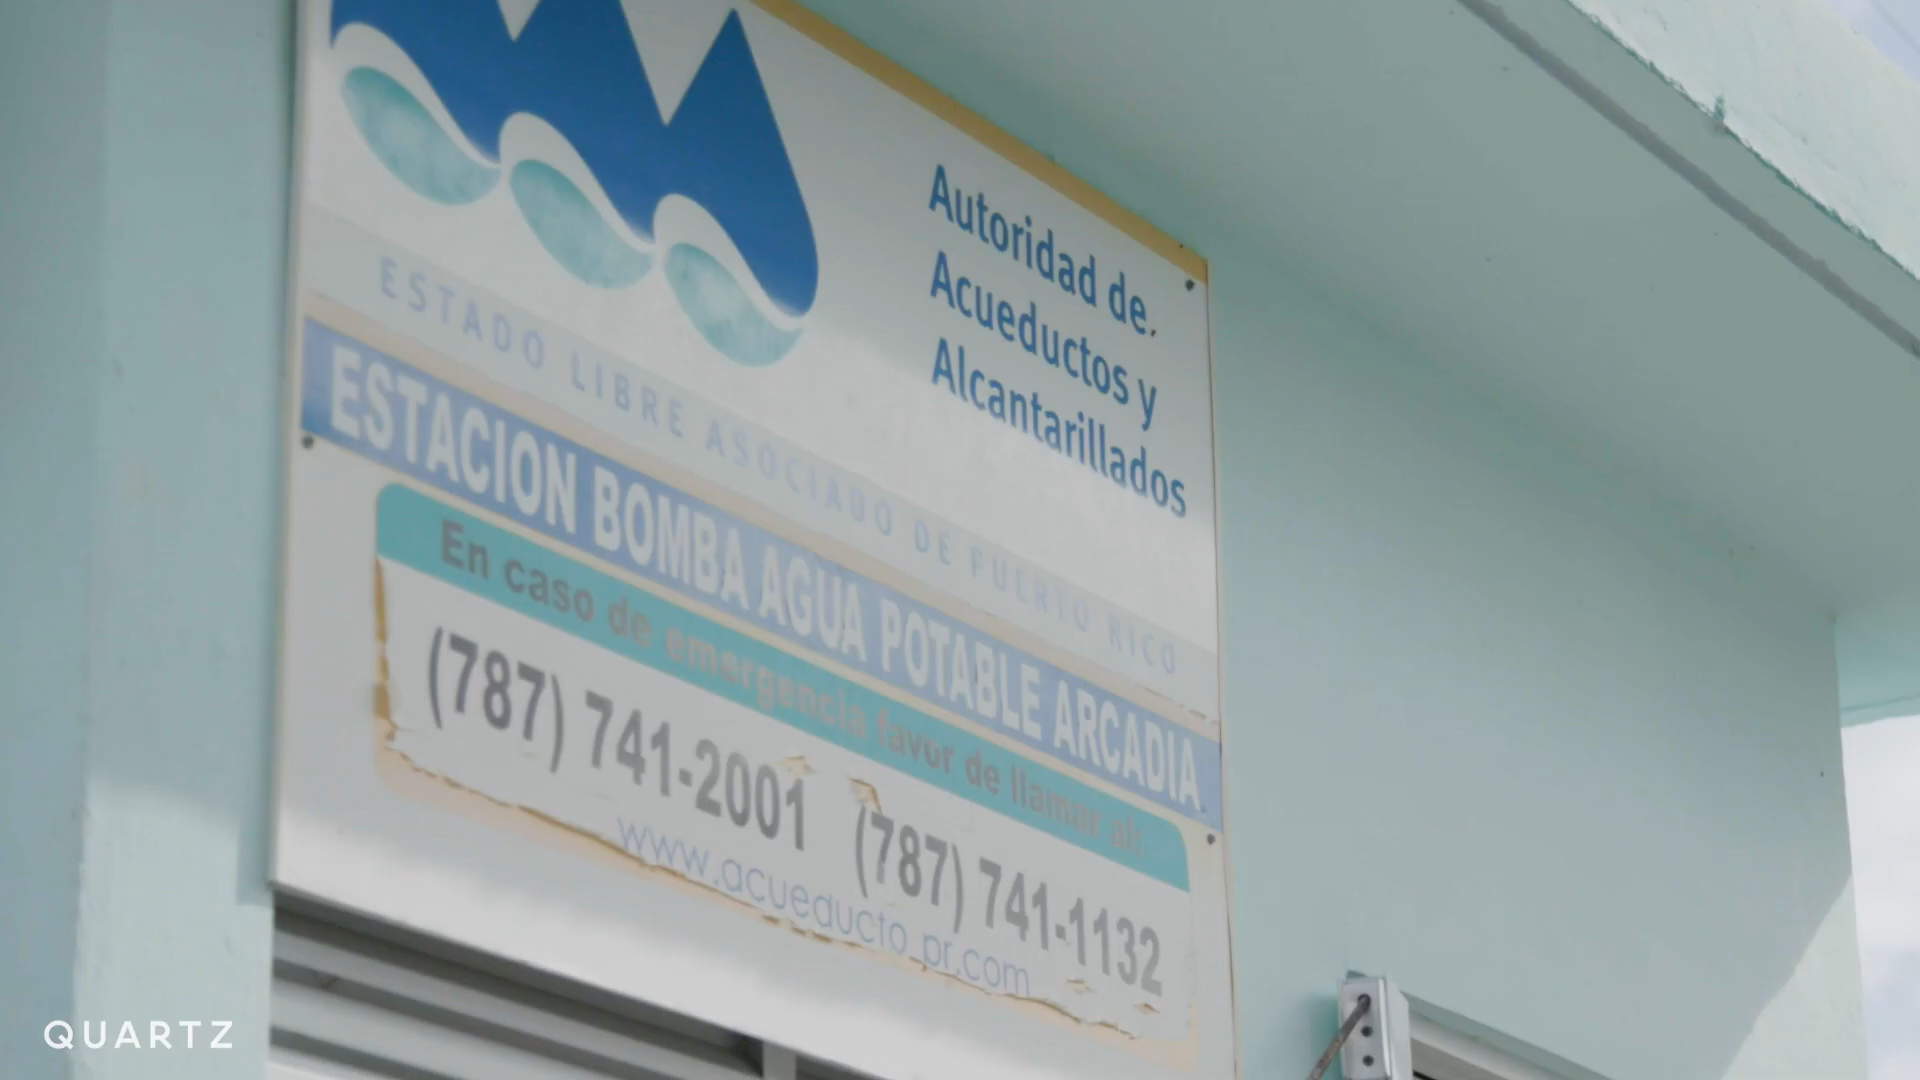 Autoridad de
Acueductos y
Alcantarillados
ESTADO LIBRE ASOCIADO DE PUERTO RICO
ESTACION BOMBA AGUA POTABLE ARCADIA
En caso de emergencia favor de llamar al:
(787) 741-2001 (787) 741-1132
www.acueducto pr.com
QUARTZ